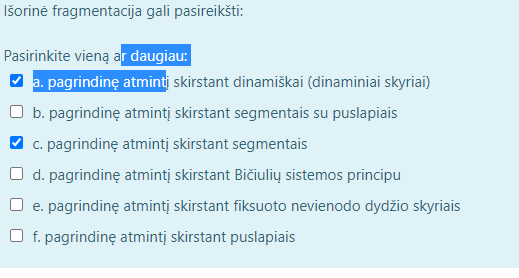 Išorinė fragmentacija gali pasireikšti:
Pasirinkite vieną ar daugiau:
a. pagrindinę atmintį skirstant dinamiškai (dinaminiai skyriai)
b. pagrindinę atmintį skirstant segmentais su puslapiais
c. pagrindinę atmintį skirstant segmentais
d. pagrindinę atmintį skirstant Bičiulių sistemos principu
e. pagrindinę atmintį skirstant fiksuoto nevienodo dydžio skyriais
f. pagrindinę atmintį skirstant puslapiais